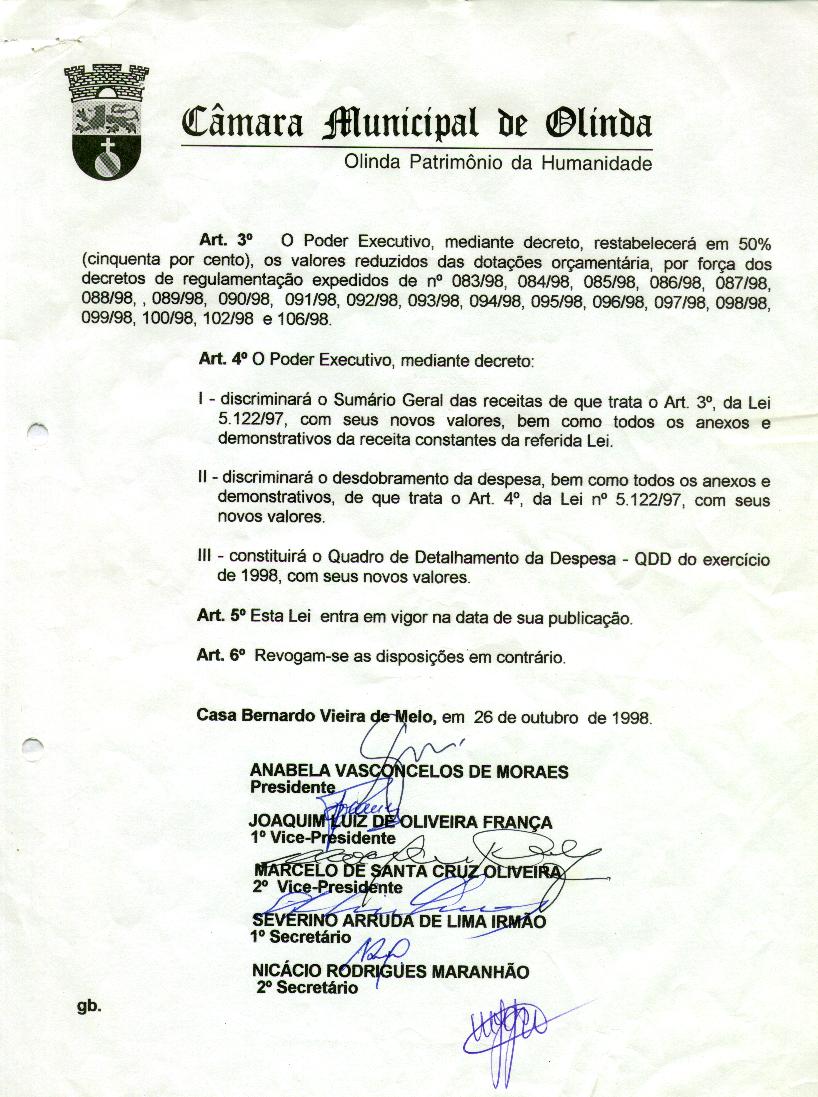 Câmara Municipal de Olinda
Olinda Patrimônio da Humanidade
Art. 3º O Poder Executivo, mediante decreto, restabelecerá em 50%
(cinquenta por cento), os valores reduzidos das dotações orçamentária, por força dos
decretos de regulamentação expedidos de nº 083/98, 084/98, 085/98, 086/98, 087/98,
088/98, , 089/98, 090/98, 091/98, 092/98, 093/98, 094/98, 095/98, 096/98, 097/98, 098/98,
099/98, 100/98, 102/98 e 106/98.
Art. 4º O Poder Executivo, mediante decreto:
I - discriminará o Sumário Geral das receitas de que trata o Art. 3º, da Lei
5.122/97, com seus novos valores, bem como todos os anexos e
demonstrativos da receita constantes da referida Lei.
II - discriminará o desdobramento da despesa, bem como todos os anexos e
demonstrativos, de que trata o Art. 4º, da Lei nº 5.122/97, com seus
novos valores.
III - constituirá o Quadro de Detalhamento da Despesa - QDD do exercício
de 1998, com seus novos valores.
Art. 5º Esta Lei entra em vigor na data de sua publicação.
Art. 6º Revogam-se as disposições em contrário.
Casa Bernardo Vieira de Melo, em 26 de outubro de 1998.
ANABELA VASCONCELOS DE MORAES
Presidente
JOAQUIM LUIZ DE OLIVEIRA FRANÇA
1º Vice-Presidente
MARCELO DE SANTA CRUZ OLIVEIRA
2º Vice-Presidente
SEVERINO ARRUDA DE LIMA IRMÃO
1º Secretário
NICÁCIO RODRIGUES MARANHÃO
2º Secretário
gb.